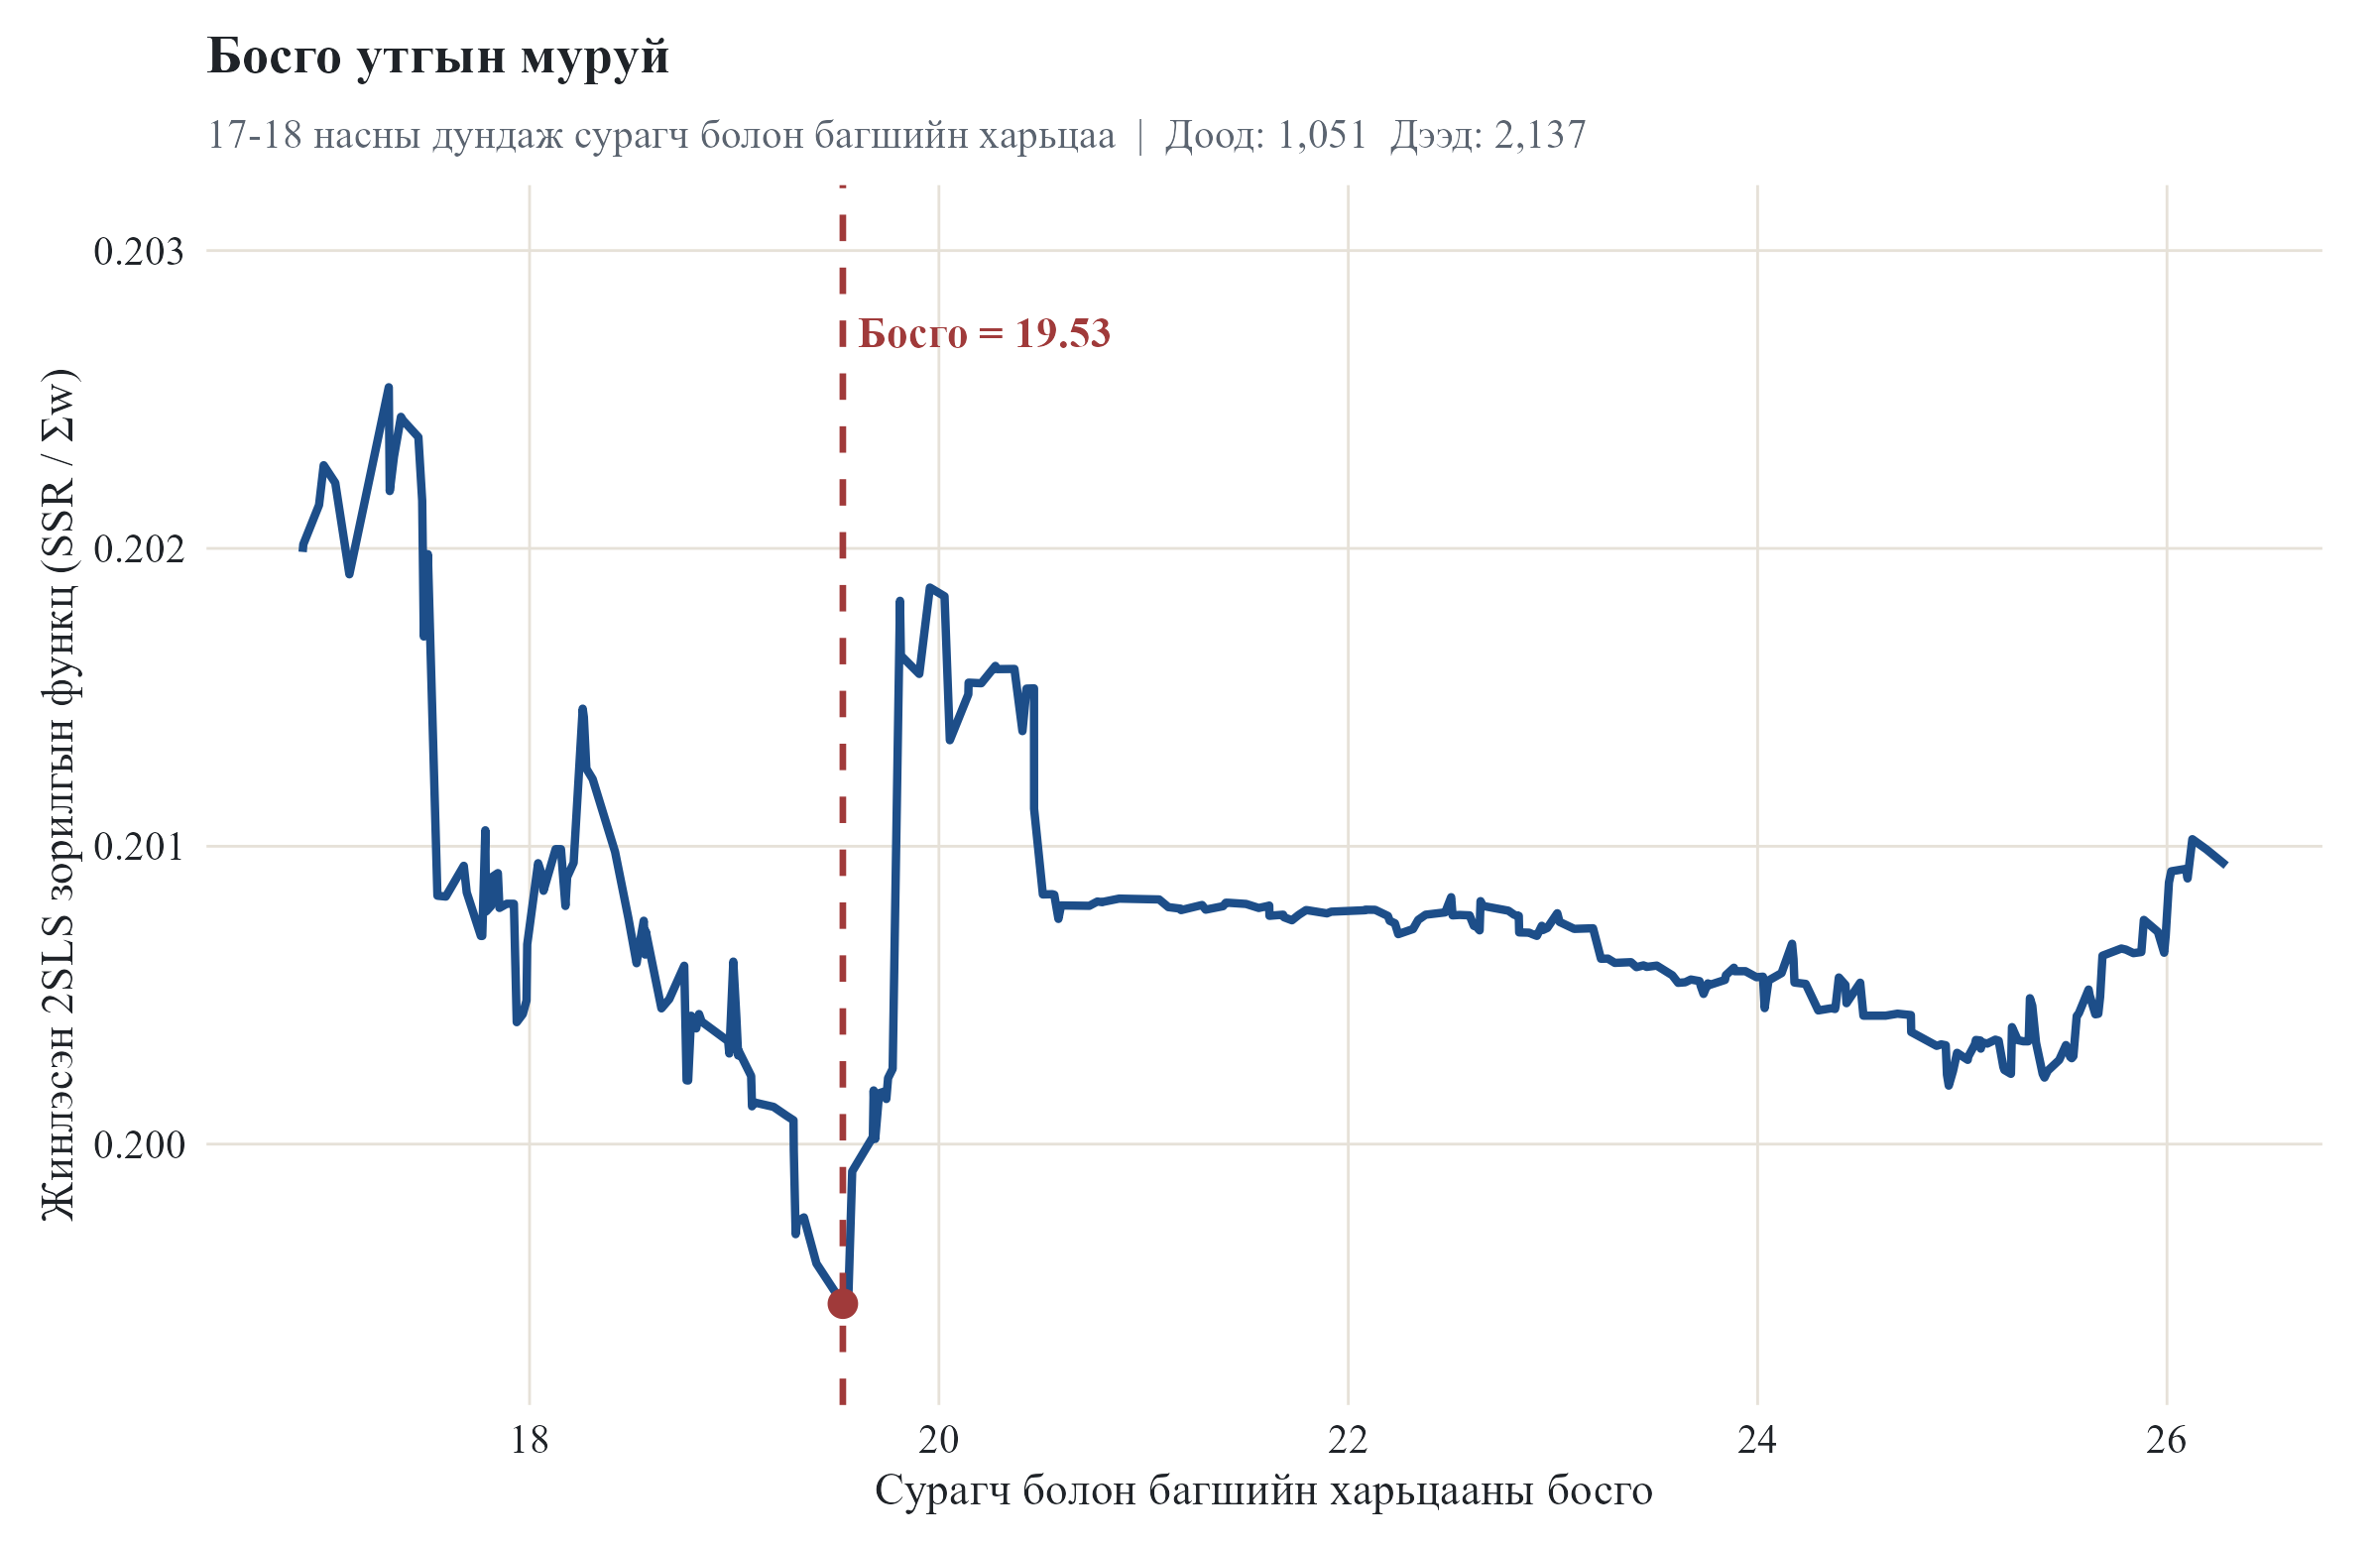 Босго утгын муруй
17-18 насны дундаж сурагч болон багшийн харьцаа | Доод: 1,051 Дээд: 2,137
Жинлэсэн 2SLS зорилгын функц (SSR / Σw)
0.203
0.202
0.201
0.200
Босго = 19.53
18 20 22 24 26
Сурагч болон багшийн харьцааны босго